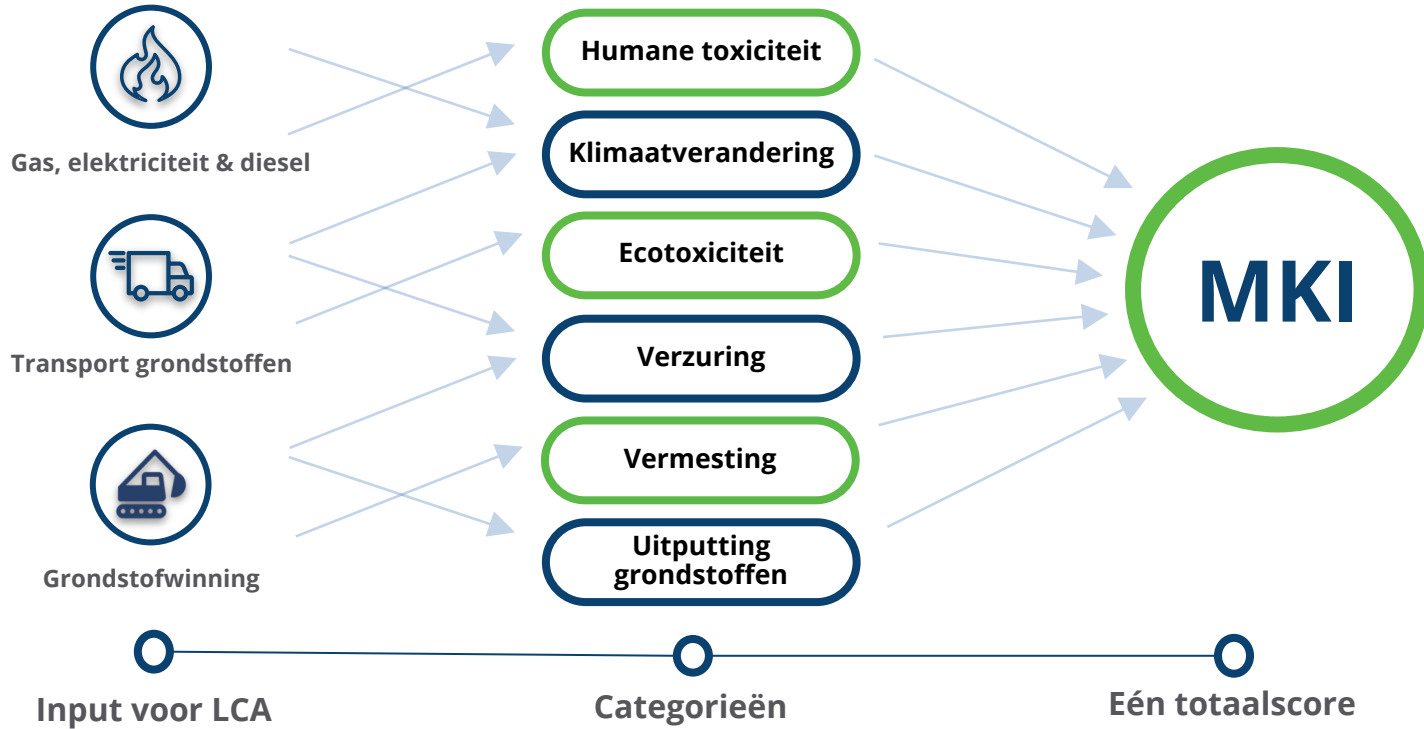 Gas, elektriciteit & diesel
Transport grondstoffen
Grondstofwinning
Humane toxiciteit
Klimaatverandering
Ecotoxiciteit
Verzuring
Vermesting
Uitputting
grondstoffen
MKI
Input voor LCA
Categorieën
Eén totaalscore